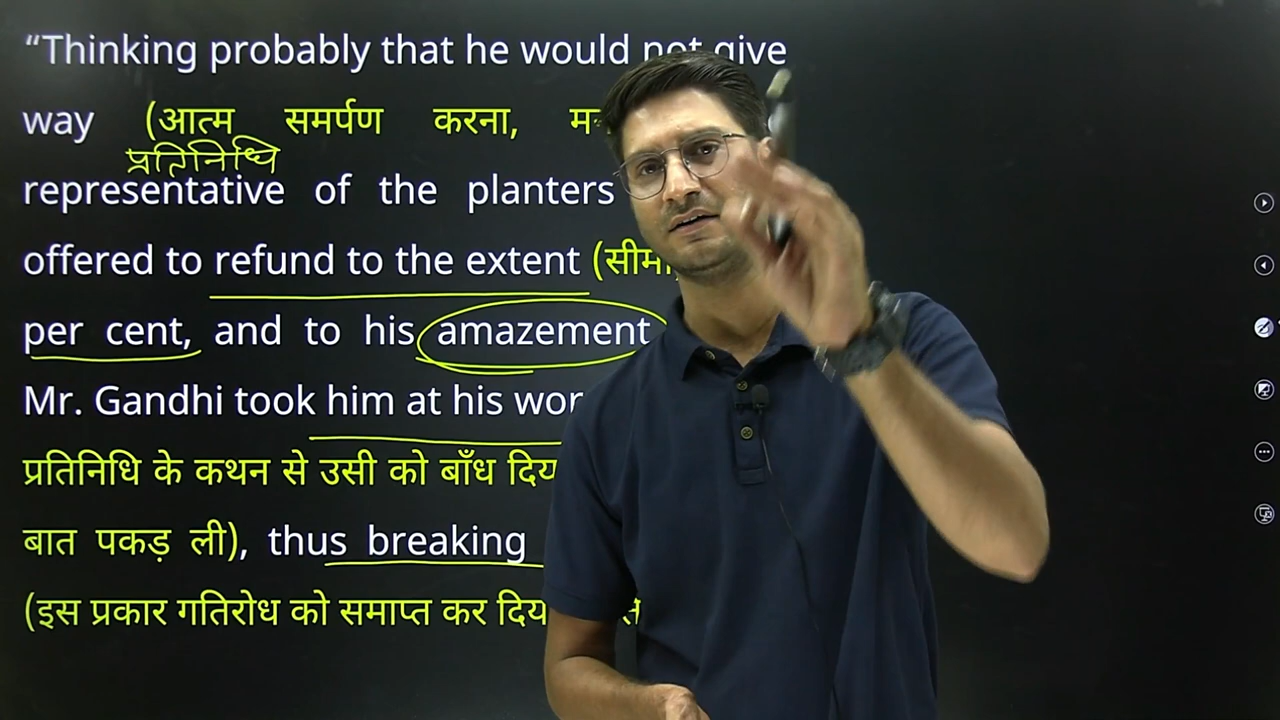 “Thinking probably that he would not give
way (आत्म समर्पण करना,
प्रतिनिधि
representative of the planters
offered to refund to the extent
per cent, and to his amazement
Mr. Gandhi took him at his
प्रतिनिधि के कथन से उसी को बाँध
बात पकड़ ली), thus breaking
(इस प्रकार गतिरोध को समाप्त कर